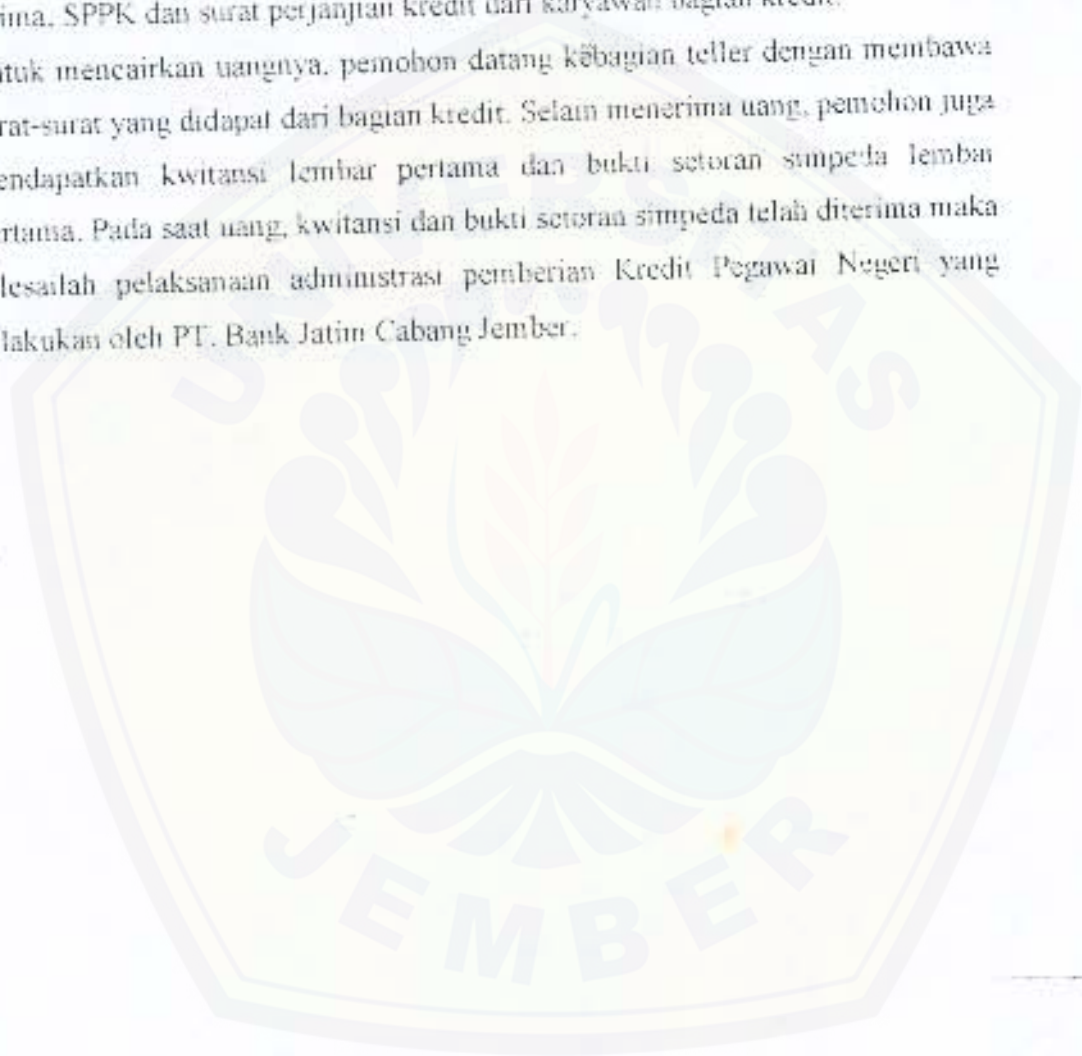 ima, SPPK dan surat perjanjian kredit dari karyawan bagian kredit.
ntuk mencairkan uangnya, pemohon datang kebagian teller dengan membawa
rat-surat yang didapat dari bagian kredit. Selain menerima uang, pemohon juga
endapatkan kwitansi lembar pertama dan bukti setoran simpeda lembar
rtama. Pada saat uang, kwitansi dan bukti setoran simpeda telah diterima maka
lesailah pelaksanaan administrasi pemberian Kredit Pegawai Negeri yang
lakukan oleh PT. Bank Jatim Cabang Jember.
UNIVERSITAS
JEMBER